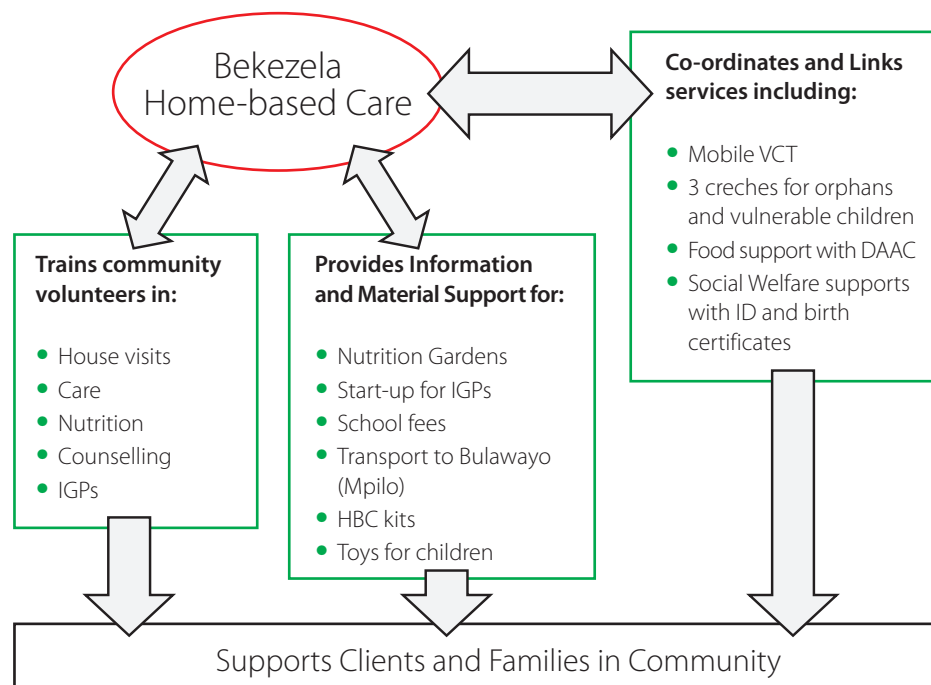 Bekezela
Home-based Care
Co-ordinates and Links
services including:
• Mobile VCT
• 3 creches for orphans
and vulnerable children
• Food support with DAAC
• Social Welfare supports
with ID and birth
certificates
Trains community
volunteers in:
• House visits
• Care
• Nutrition
• Counselling
• IGPs
Provides Information
and Material Support for:
• Nutrition Gardens
• Start-up for IGPs
• School fees
• Transport to Bulawayo
(Mpilo)
• HBC kits
• Toys for children
Supports Clients and Families in Community